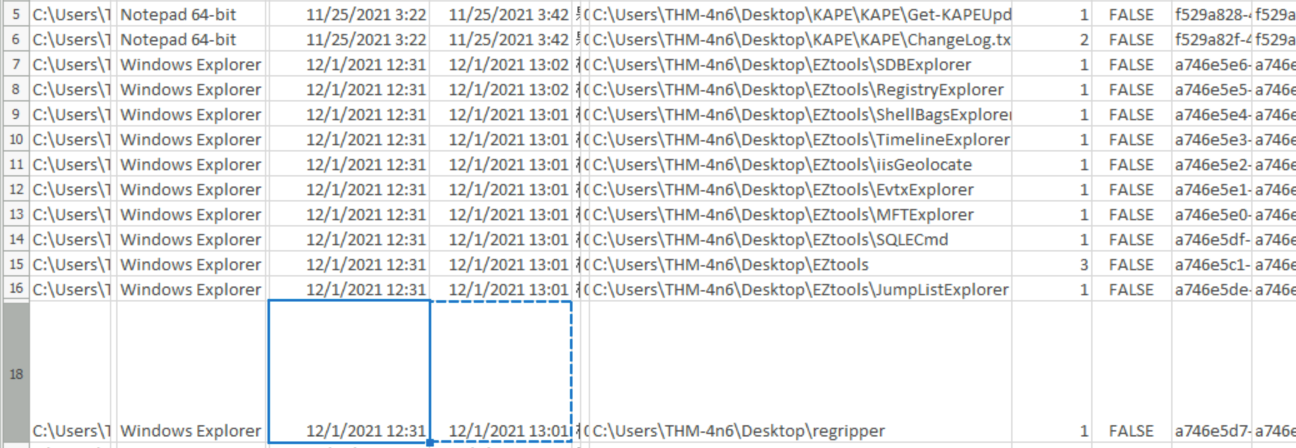 5 C:\Users\T Notepad 64-bit 11/25/2021 3:22 11/25/2021 3:42 C:\Users\THM-4n6\Desktop\KAPE\KAPE\Get-KAPEUpd 1 FALSE f529a828- f529a
6 C:\Users\T Notepad 64-bit 11/25/2021 3:22 11/25/2021 3:42 C:\Users\THM-4n6\Desktop\KAPE\KAPE\ChangeLog.tx 2 FALSE f529a82f-4 f529a
7 C:\Users\T Windows Explorer 12/1/2021 12:31 12/1/2021 13:02 C:\Users\THM-4n6\Desktop\EZtools\SDBExplorer 1 FALSE a746e5e6- a746e
8 C:\Users\T Windows Explorer 12/1/2021 12:31 12/1/2021 13:02 C:\Users\THM-4n6\Desktop\EZtools\RegistryExplorer 1 FALSE a746e5e5- a746e
9 C:\Users\T Windows Explorer 12/1/2021 12:31 12/1/2021 13:01 C:\Users\THM-4n6\Desktop\EZtools\ShellBagsExplorer 1 FALSE a746e5e4- a746e
10 C:\Users\T Windows Explorer 12/1/2021 12:31 12/1/2021 13:01 C:\Users\THM-4n6\Desktop\EZtools\TimelineExplorer 1 FALSE a746e5e3- a746e
11 C:\Users\T Windows Explorer 12/1/2021 12:31 12/1/2021 13:01 C:\Users\THM-4n6\Desktop\EZtools\iisGeolocate 1 FALSE a746e5e2- a746e
12 C:\Users\T Windows Explorer 12/1/2021 12:31 12/1/2021 13:01 C:\Users\THM-4n6\Desktop\EZtools\EvtxExplorer 1 FALSE a746e5e1- a746e
13 C:\Users\T Windows Explorer 12/1/2021 12:31 12/1/2021 13:01 C:\Users\THM-4n6\Desktop\EZtools\MFTExplorer 1 FALSE a746e5e0- a746e
14 C:\Users\T Windows Explorer 12/1/2021 12:31 12/1/2021 13:01 C:\Users\THM-4n6\Desktop\EZtools\SQLECmd 1 FALSE a746e5df- a746e
15 C:\Users\T Windows Explorer 12/1/2021 12:31 12/1/2021 13:01 C:\Users\THM-4n6\Desktop\EZtools 3 FALSE a746e5c1- a746e
16 C:\Users\T Windows Explorer 12/1/2021 12:31 12/1/2021 13:01 C:\Users\THM-4n6\Desktop\EZtools\JumpListExplorer 1 FALSE a746e5de- a746e
18 C:\Users\T Windows Explorer 12/1/2021 12:31 12/1/2021 13:01 C:\Users\THM-4n6\Desktop\regripper 1 FALSE a746e5d7- a746e